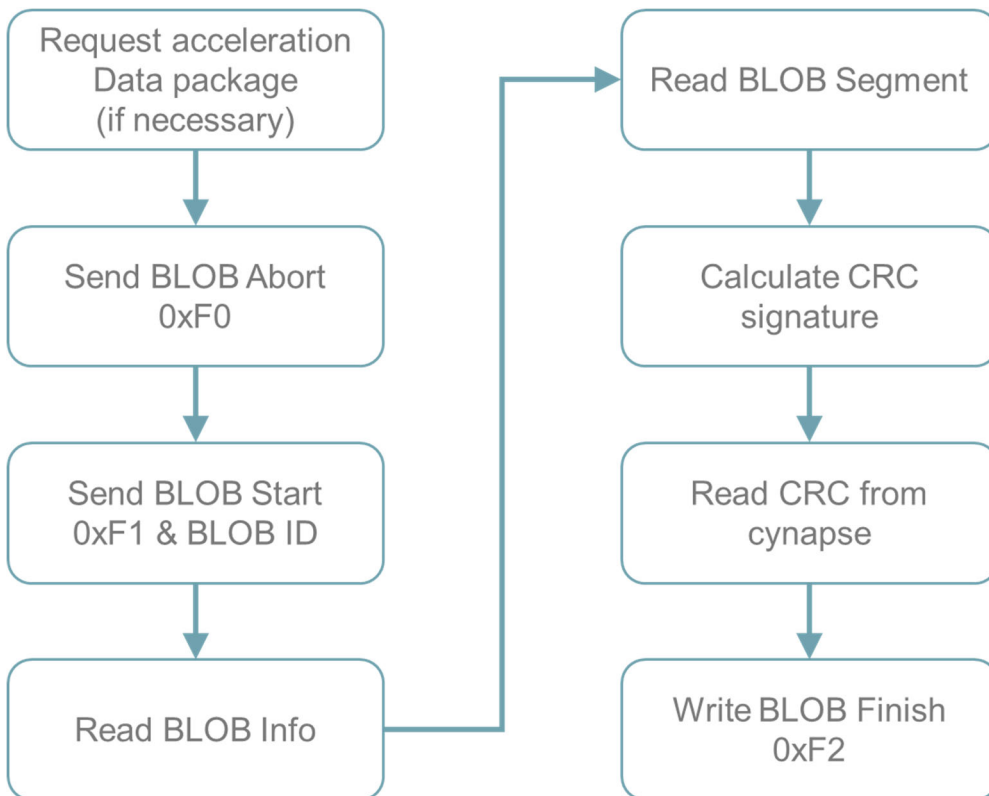 Request acceleration
Data package
(if necessary)
Send BLOB Abort
0xF0
Send BLOB Start
0xF1 & BLOB ID
Read BLOB Info
Read BLOB Segment
Calculate CRC
signature
Read CRC from
cynapse
Write BLOB Finish
0xF2